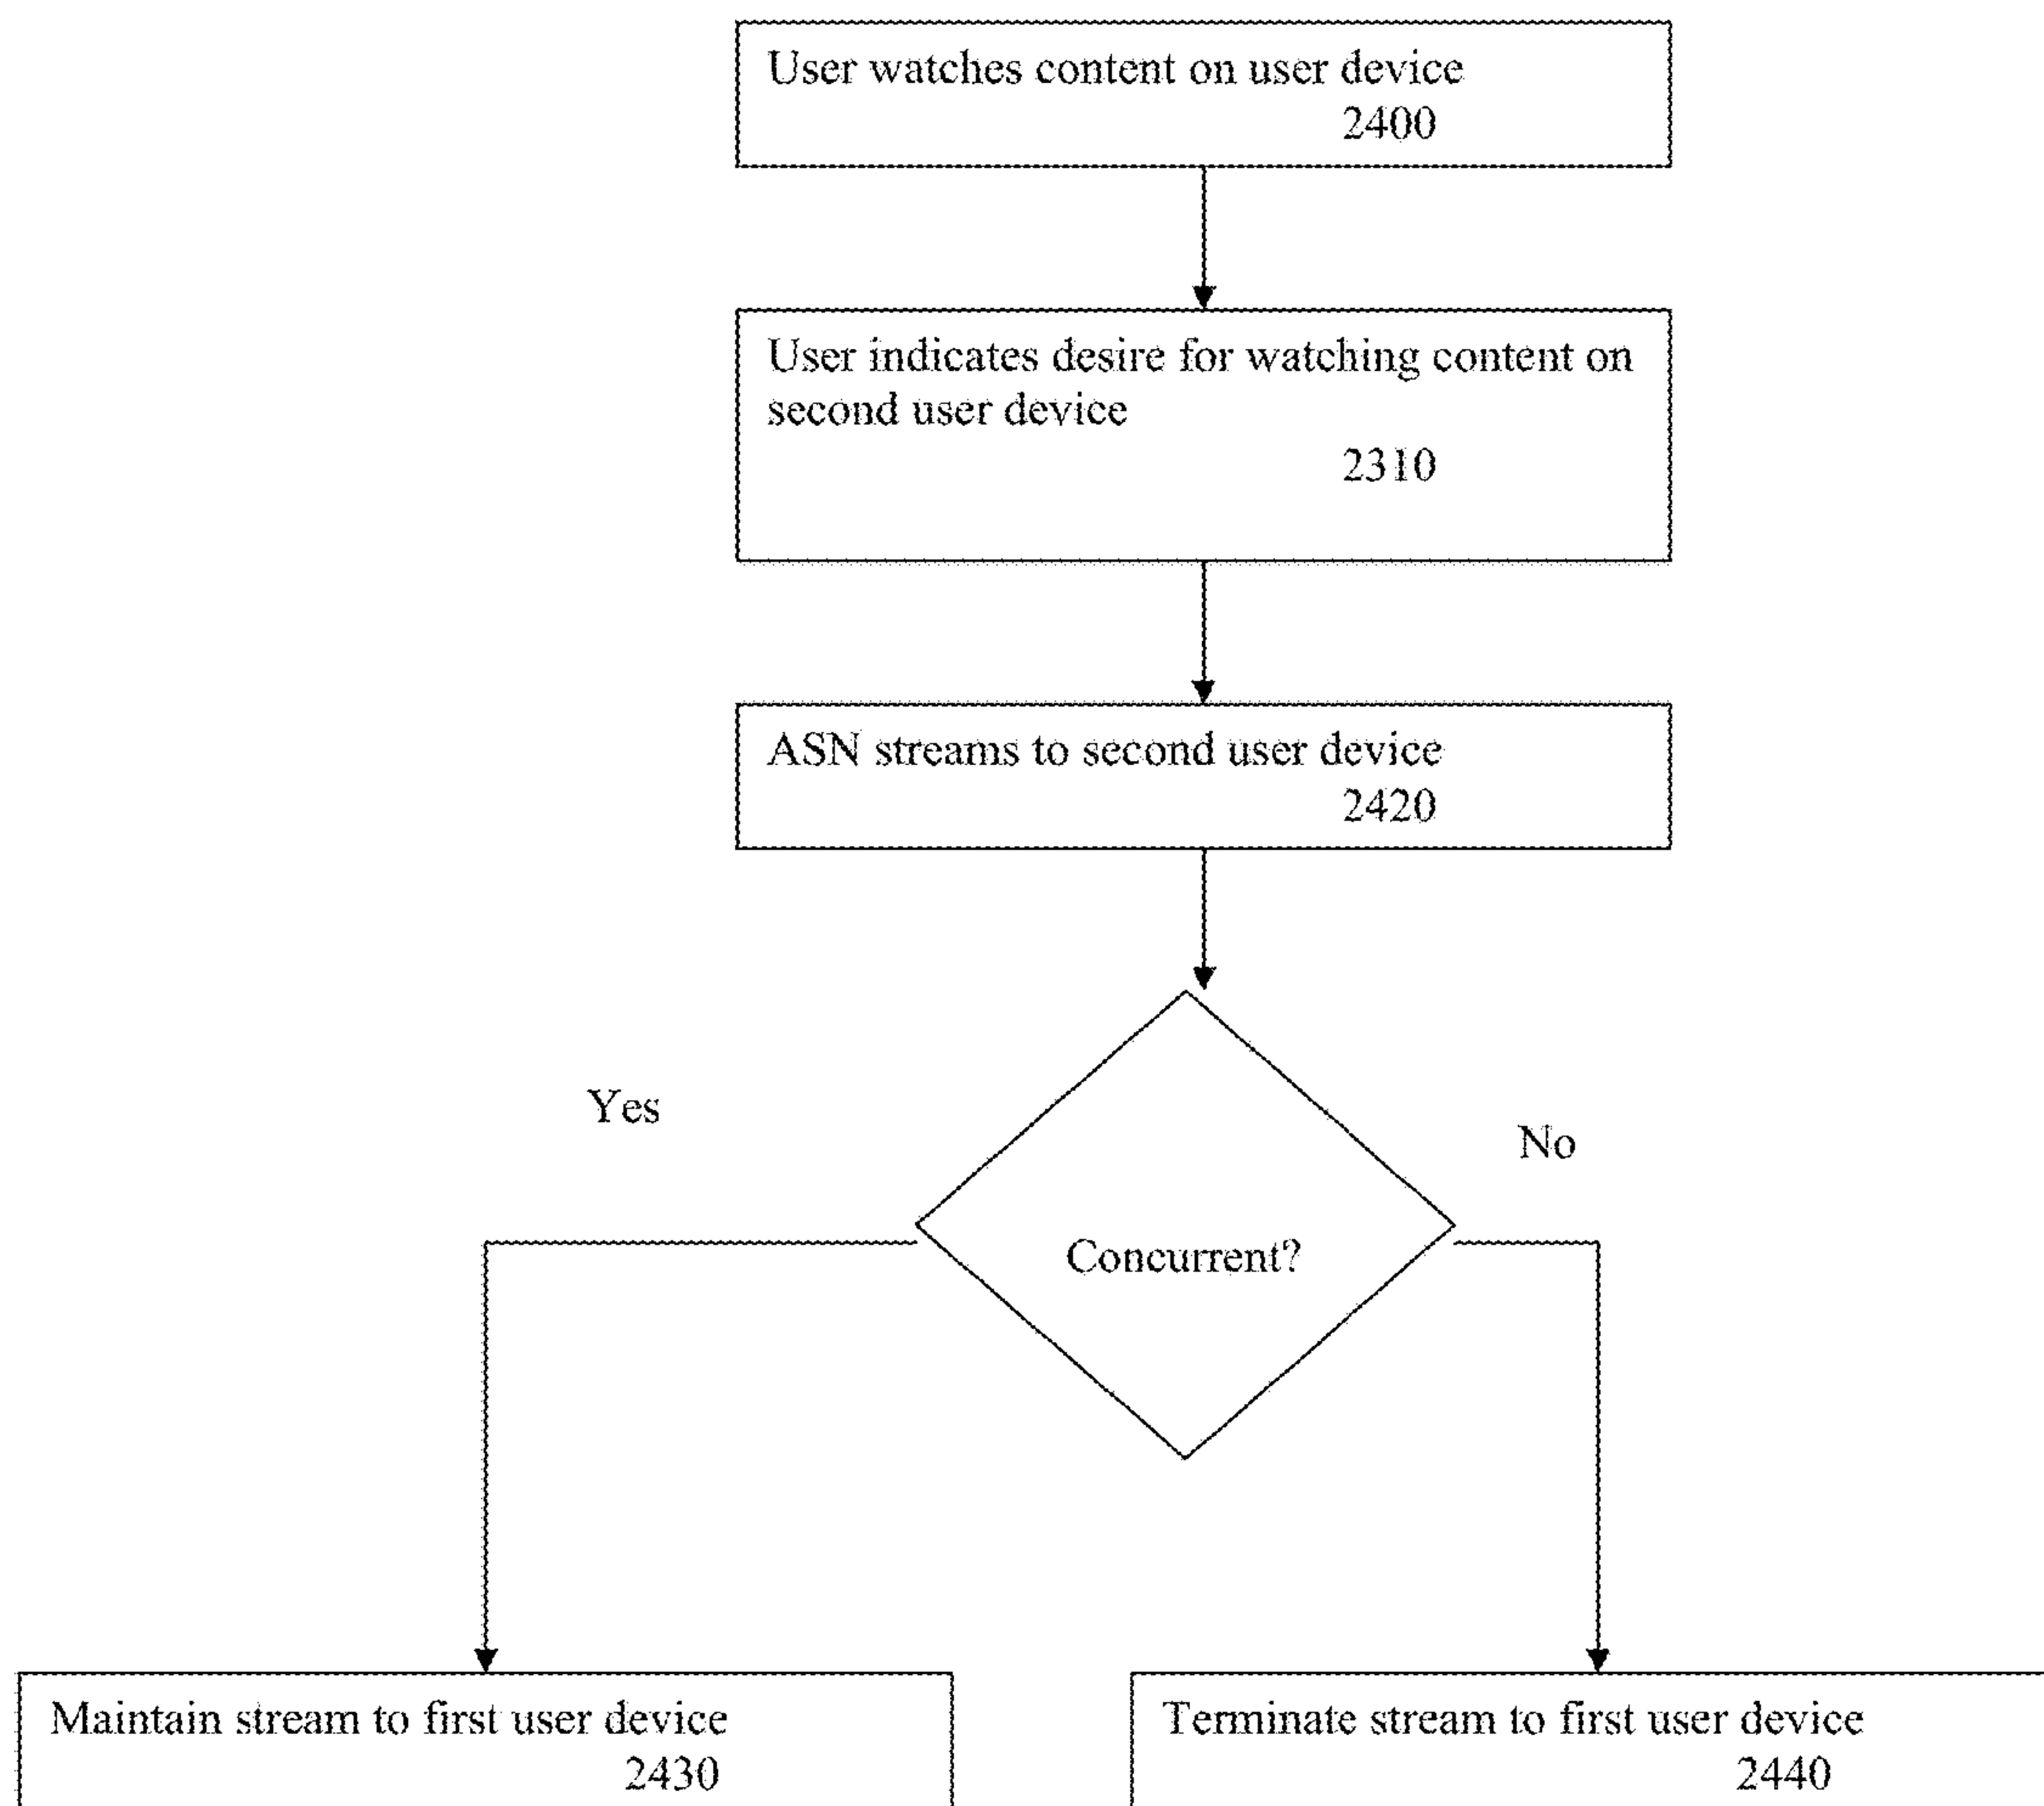 User watches content on user device
2400
User indicates desire for watching content on
second user device
2310
ASN streams to second user device
2420
Yes
No
Concurrent?
Maintain stream to first user device
2430
Terminate stream to first user device
2440